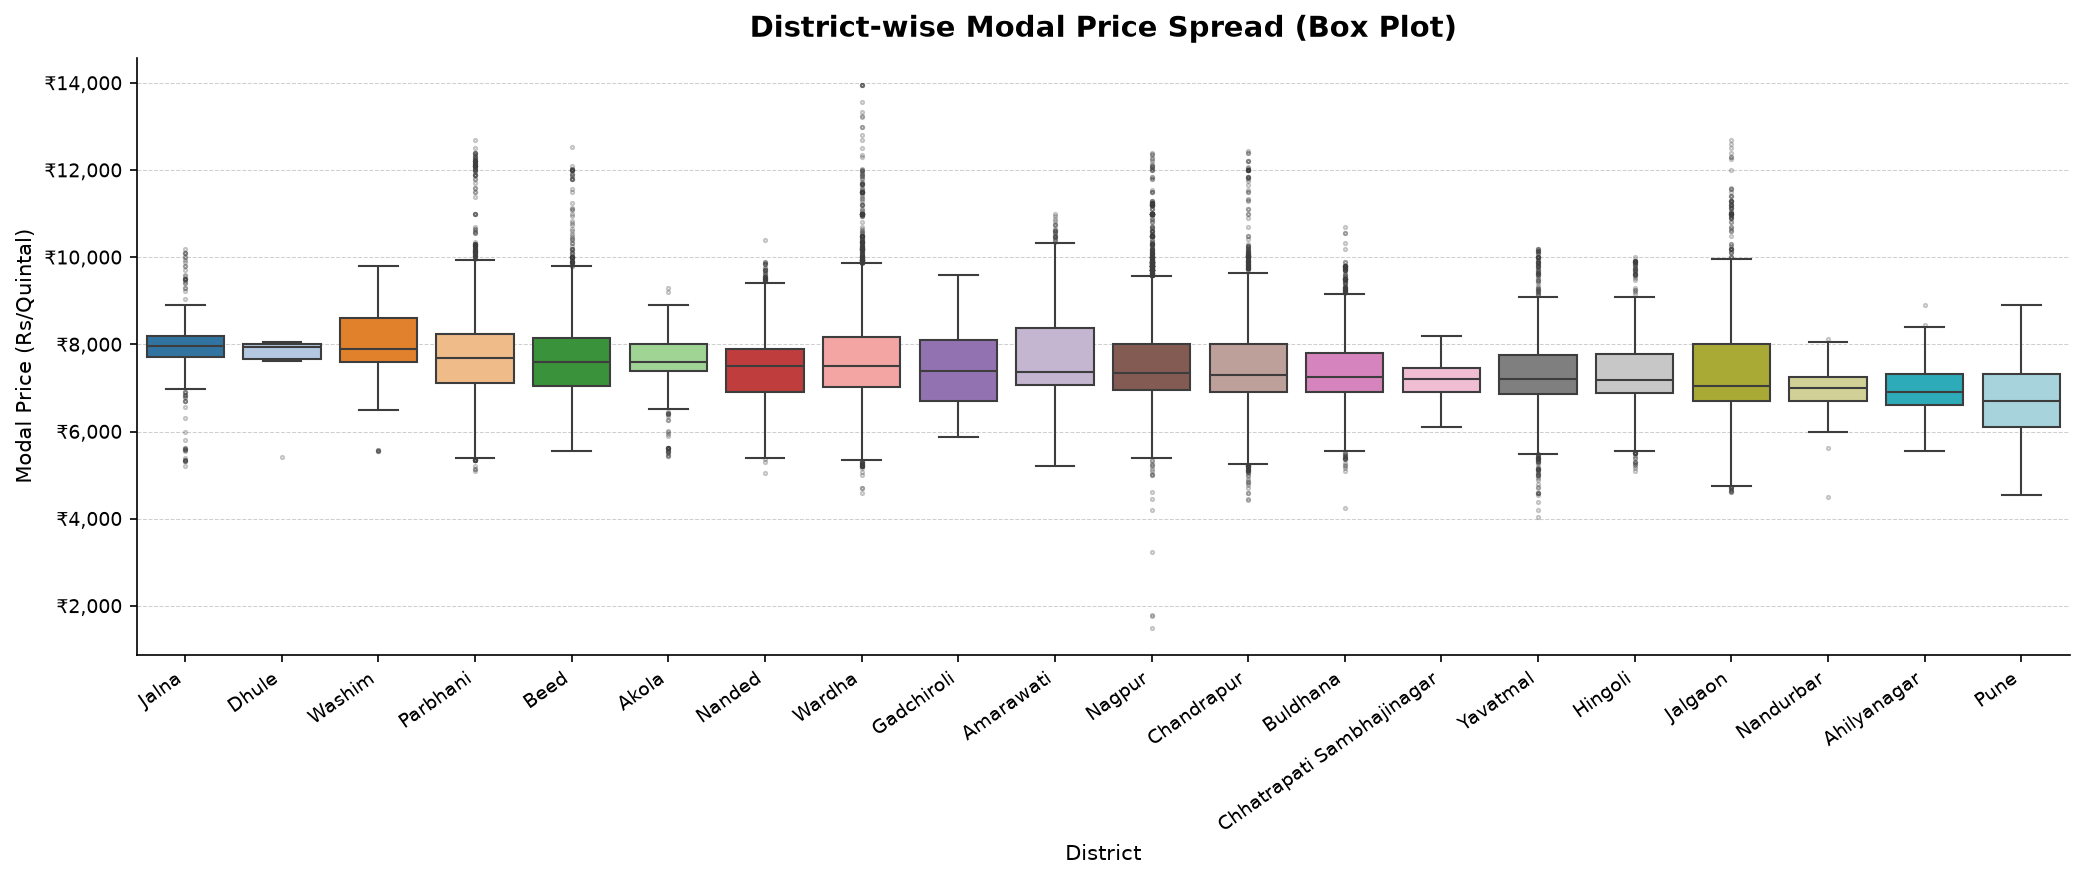 District-wise Modal Price Spread (Box Plot)
Modal Price (Rs/Quintal)
₹14,000
₹12,000
₹10,000
₹8,000
₹6,000
₹4,000
₹2,000
Jalna
Dhule
Washim
Parbhani
Beed
Akola
Nanded
Wardha
Gadchiroli
Amarawati
Nagpur
Chandrapur
Buldhana
Chhatrapati Sambhajinagar
Yavatmal
Hingoli
Jalgaon
Nandurbar
Ahilyanagar
Pune
District